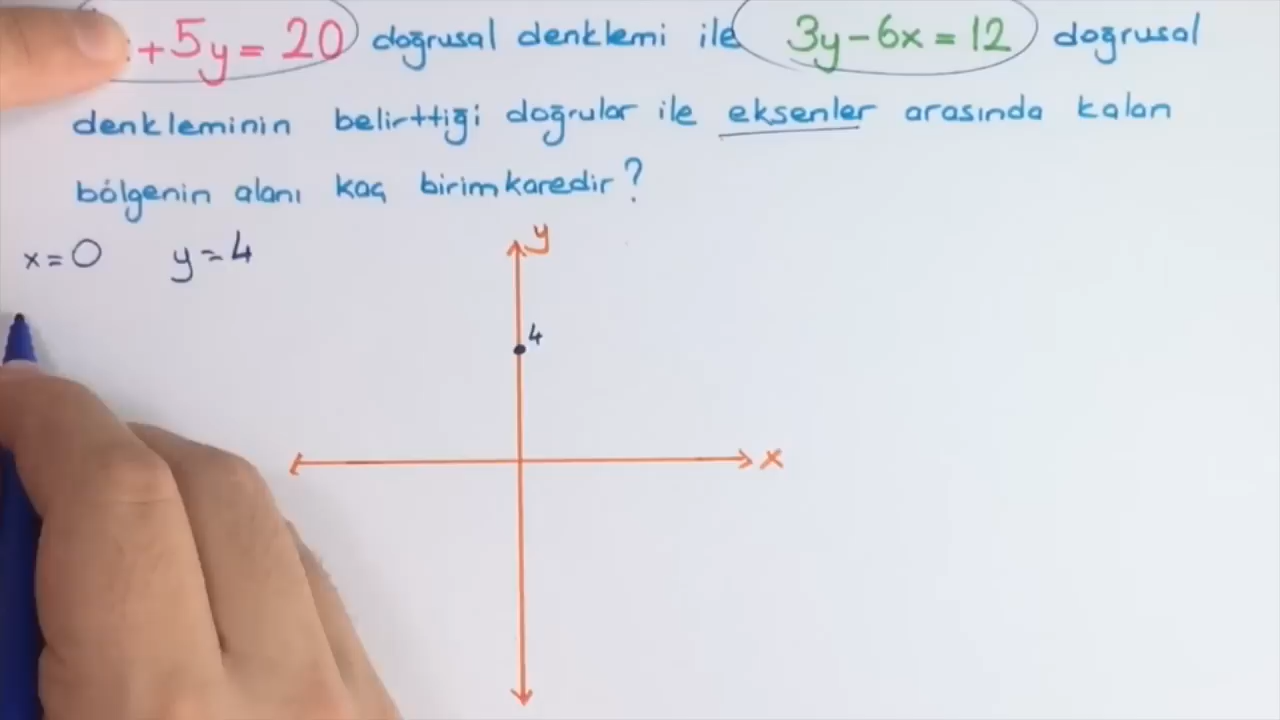 +5y = 20 doğrusal denklemi ile 3y - 6x = 12 doğrusal
denkleminin belirttiği doğrular ile eksenler arasında kalan
bölgenin alanı kaç birimkaredir?
x = 0 y = 4
y
4
x